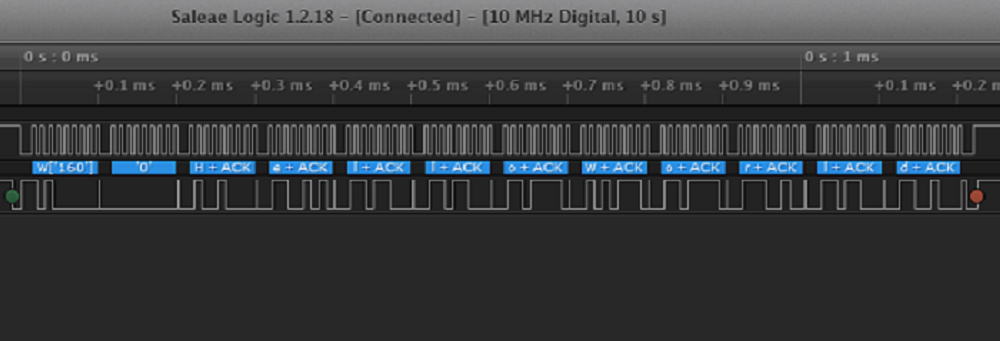 Saleae Logic 1.2.18 - [Connected] - [10 MHz Digital, 10 s]
0 s : 0 ms 0 s : 1 ms
+0.1 ms +0.2 ms +0.3 ms +0.4 ms +0.5 ms +0.6 ms +0.7 ms +0.8 ms +0.9 ms +0.1 ms +0.2 m
W['160'] '0' H + ACK e + ACK l + ACK l + ACK o + ACK W + ACK o + ACK r + ACK l + ACK d + ACK